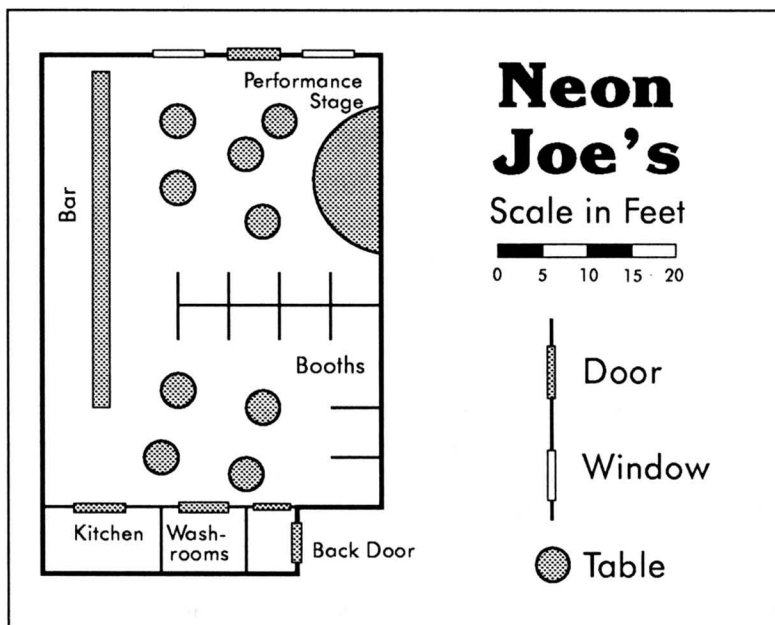 Performance
Stage
Bar
Booths
Kitchen
Wash-
rooms
Back Door
Neon
Joe's
Scale in Feet
0 5 10 15 20
Door
Window
Table